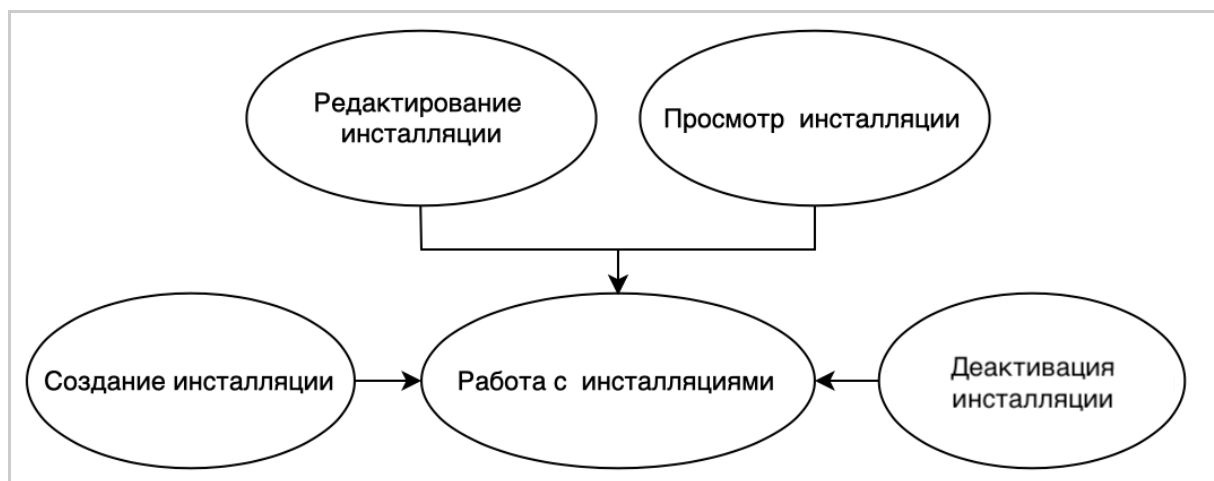 Редактирование
инсталляции
Просмотр инсталляции
Создание инсталляции
Работа с инсталляциями
Деактивация
инсталляции